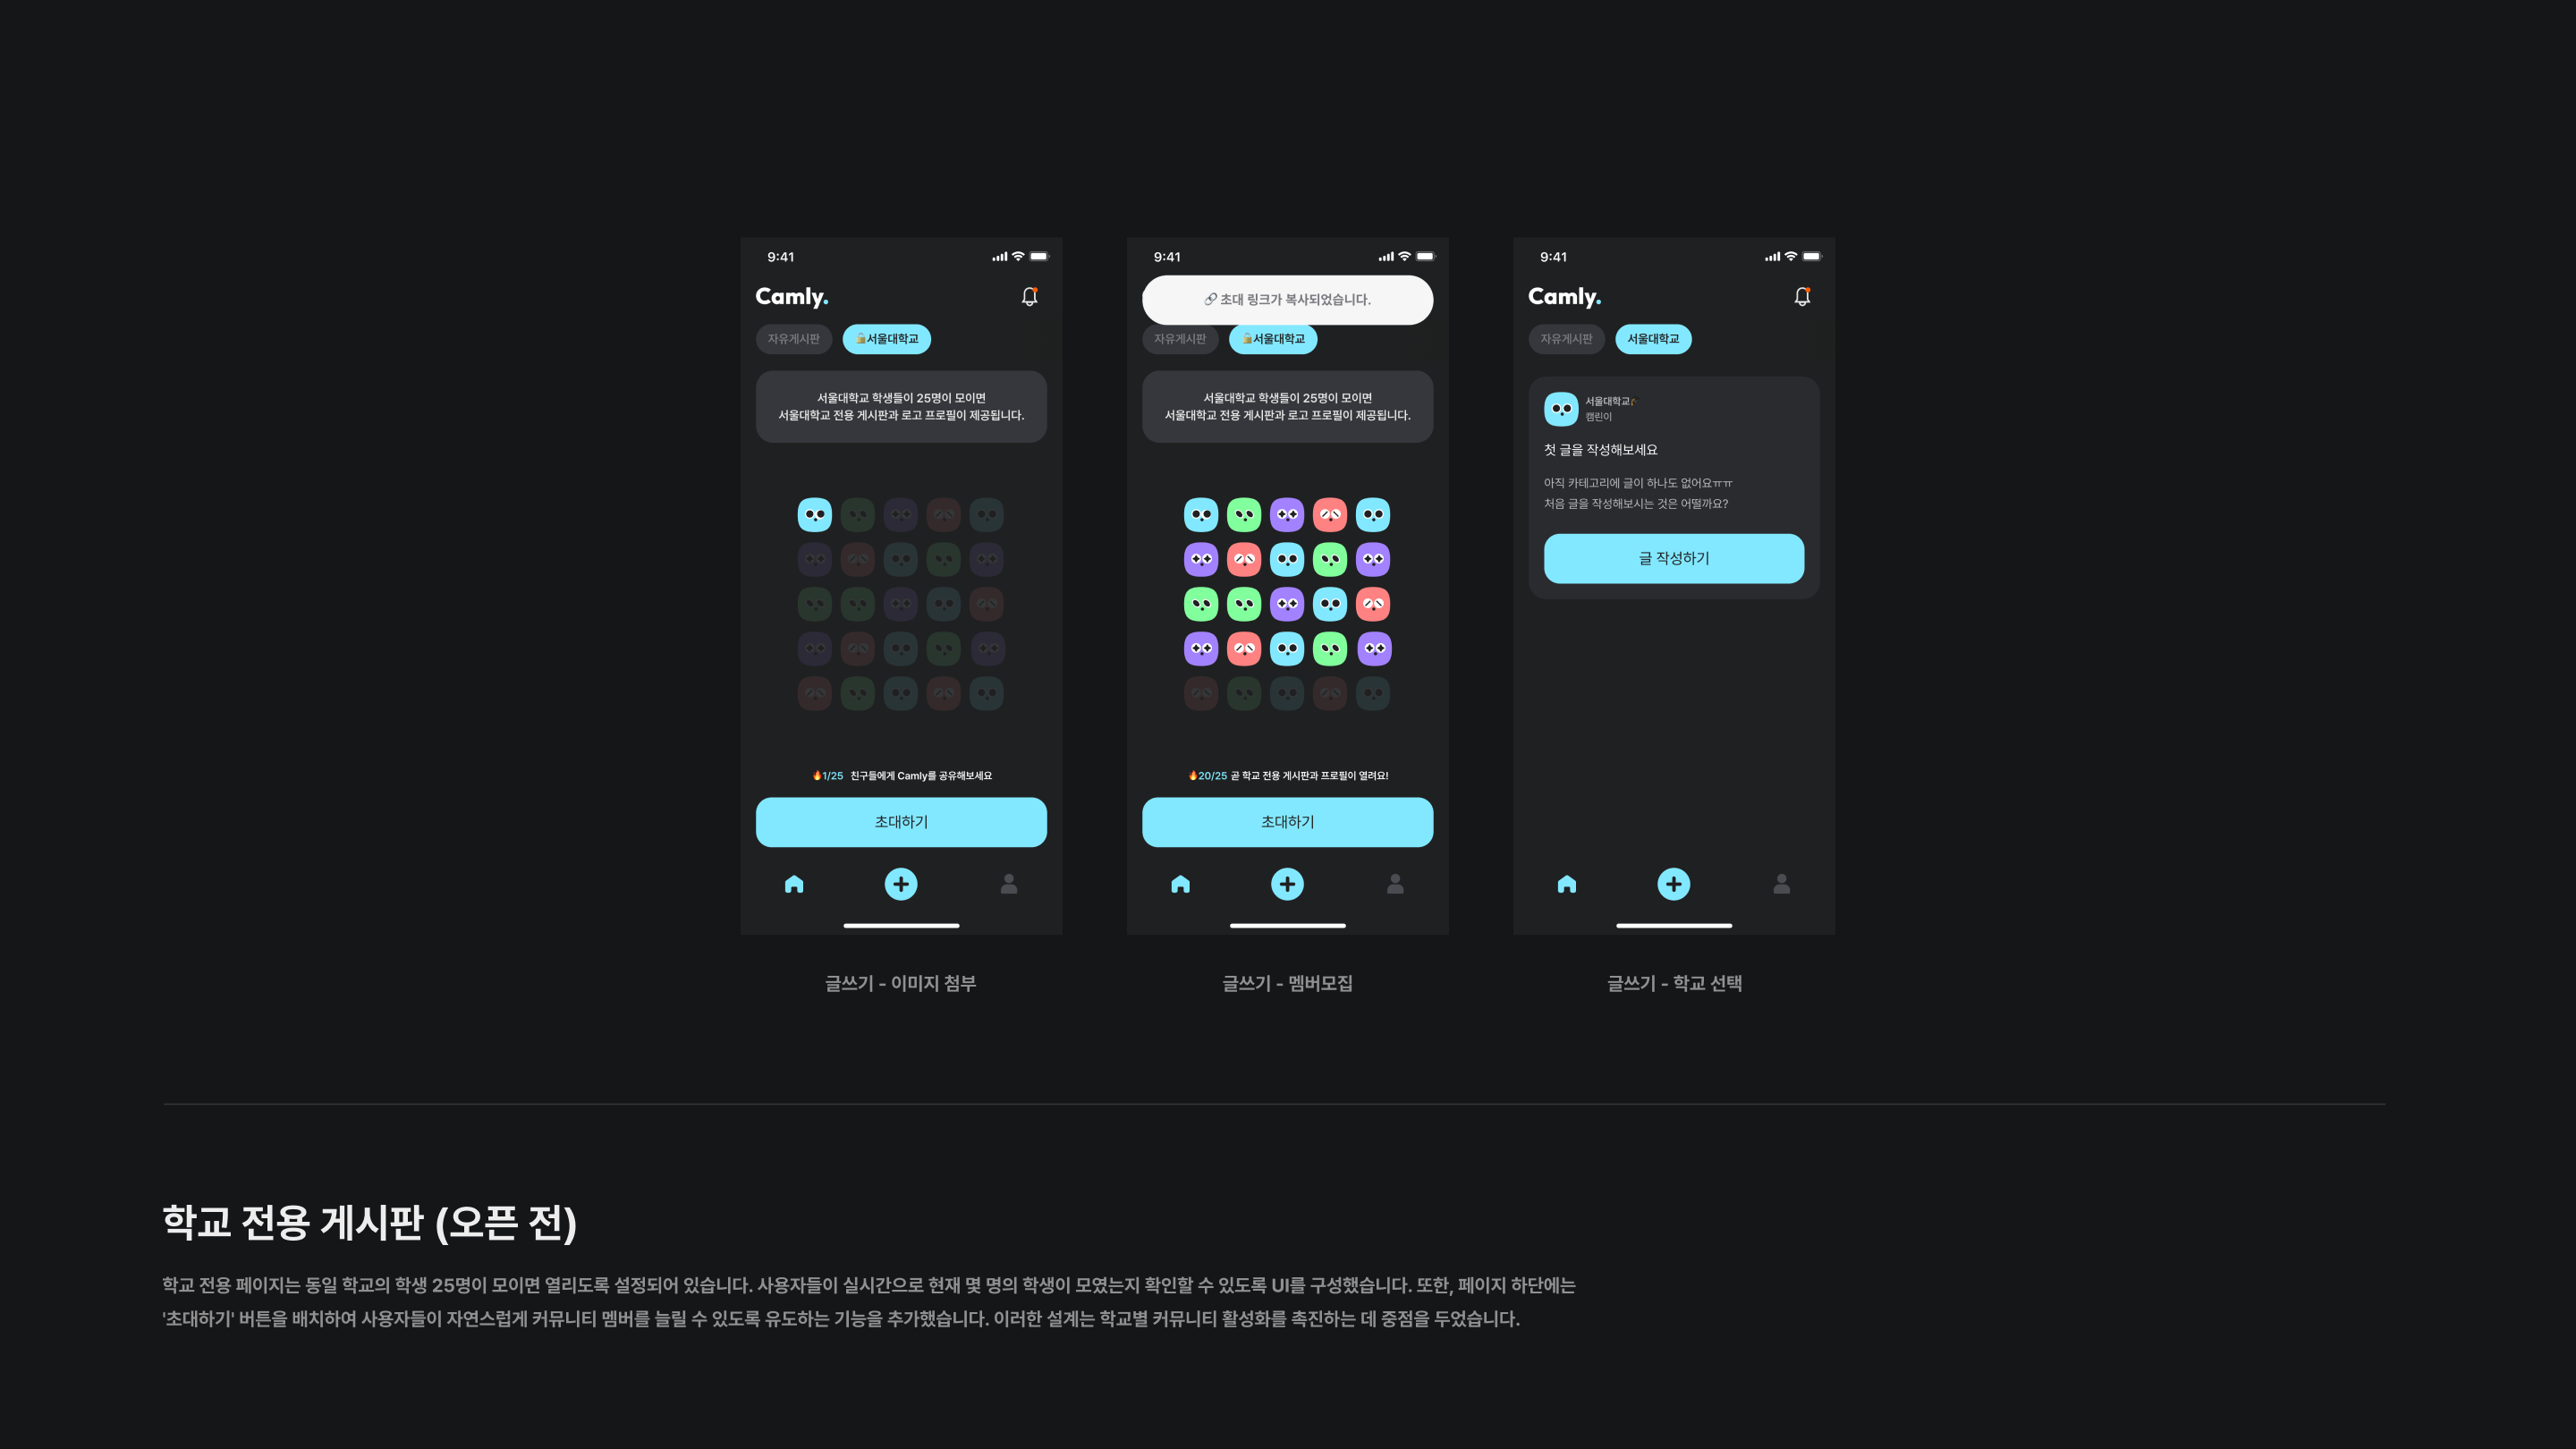 9:41
Camly.
자유게시판
🔒서울대학교
서울대학교 학생들이 25명이 모이면
서울대학교 전용 게시판과 로고 프로필이 제공됩니다.
🔥1/25 친구들에게 Camly를 공유해보세요
초대하기
글쓰기 - 이미지 첨부
9:41
🔗 초대 링크가 복사되었습니다.
자유게시판
🔒서울대학교
서울대학교 학생들이 25명이 모이면
서울대학교 전용 게시판과 로고 프로필이 제공됩니다.
🔥20/25 곧 학교 전용 게시판과 프로필이 열려요!
초대하기
글쓰기 - 멤버모집
9:41
Camly.
자유게시판
서울대학교
서울대학교
캠린이
첫 글을 작성해보세요
아직 카테고리에 글이 하나도 없어요ㅠㅠ
처음 글을 작성해보시는 것은 어떨까요?
글 작성하기
글쓰기 - 학교 선택
학교 전용 게시판 (오픈 전)
학교 전용 페이지는 동일 학교의 학생 25명이 모이면 열리도록 설정되어 있습니다. 사용자들이 실시간으로 현재 몇 명의 학생이 모였는지 확인할 수 있도록 UI를 구성했습니다. 또한, 페이지 하단에는
'초대하기' 버튼을 배치하여 사용자들이 자연스럽게 커뮤니티 멤버를 늘릴 수 있도록 유도하는 기능을 추가했습니다. 이러한 설계는 학교별 커뮤니티 활성화를 촉진하는 데 중점을 두었습니다.